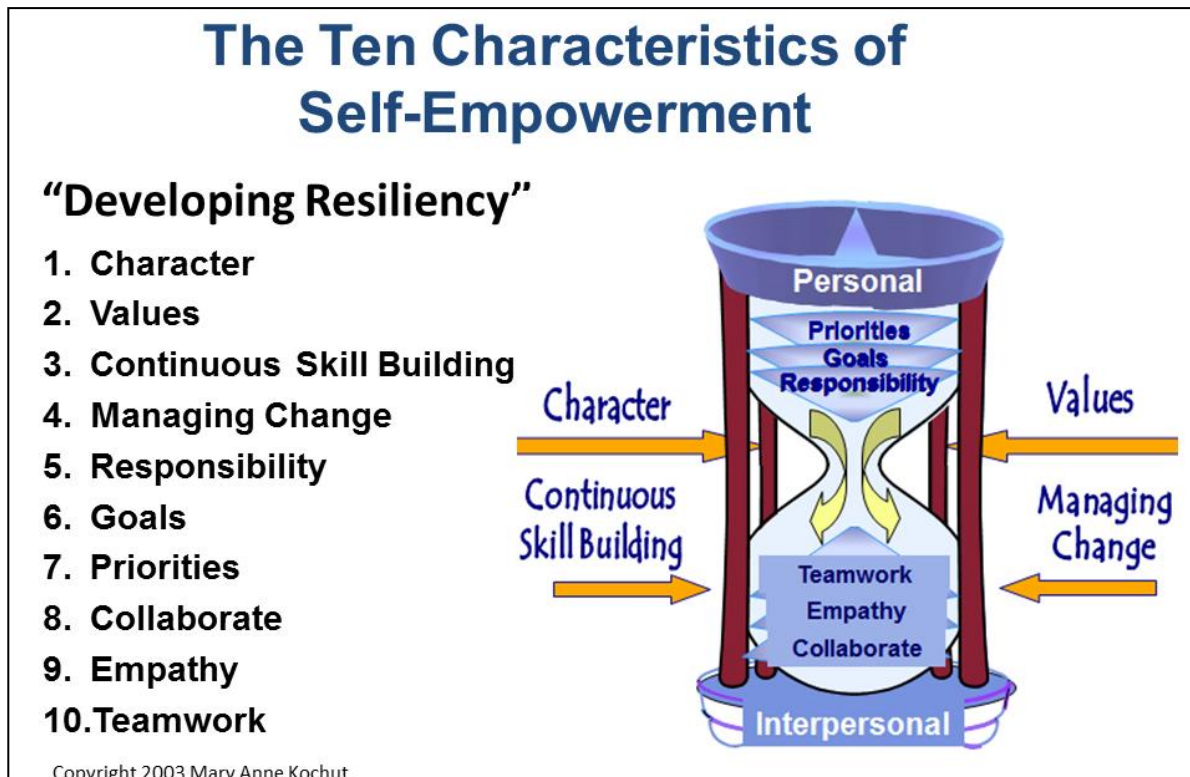 The Ten Characteristics of
Self-Empowerment
“Developing Resiliency”
1. Character
2. Values
3. Continuous Skill Building
4. Managing Change
5. Responsibility
6. Goals
7. Priorities
8. Collaborate
9. Empathy
10.Teamwork
Personal
Priorities
Goals
Responsibility
Character
Values
Continuous
Skill Building
Managing
Change
Teamwork
Empathy
Collaborate
Interpersonal
Copyright 2003 Mary Anne Kochut